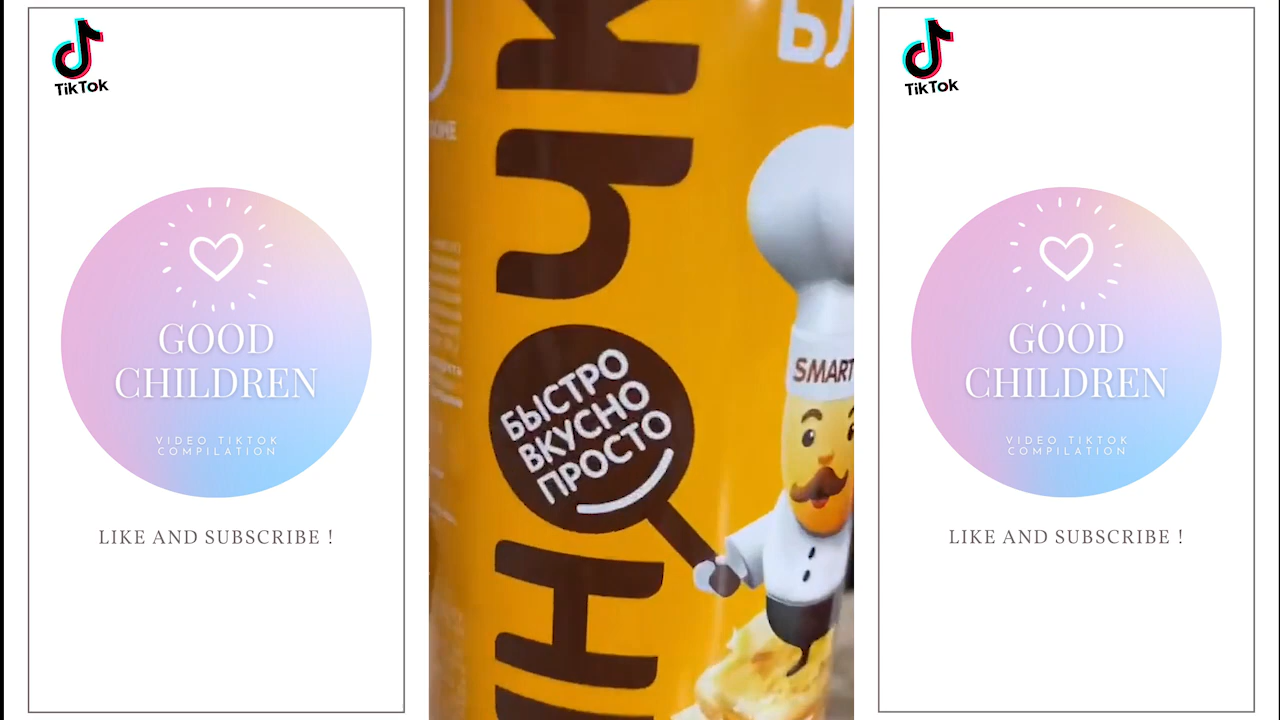 TikTok
GOOD
CHILDREN
VIDEO TIKTOK
COMPILATION
LIKE AND SUBSCRIBE !
НОЧК
БЫСТРО
ВКУСНО
ПРОСТО
SMART
TikTok
GOOD
CHILDREN
VIDEO TIKTOK
COMPILATION
LIKE AND SUBSCRIBE !